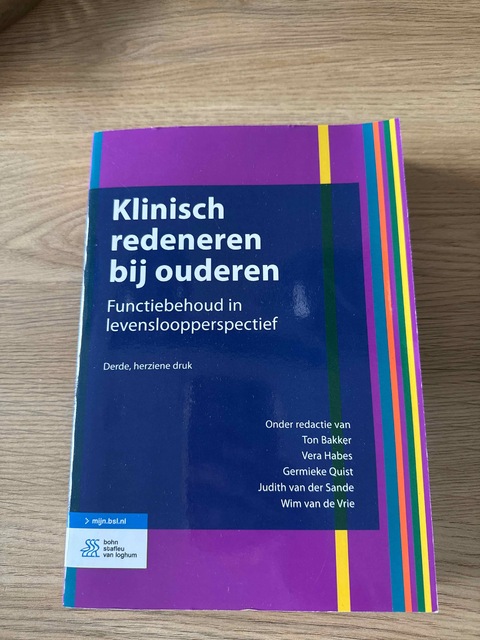 Klinisch
redeneren
bij ouderen
Functiebehoud in
levensloopperspectief
Derde, herziene druk
Onder redactie van
Ton Bakker
Vera Habes
Germieke Quist
Judith van der Sande
Wim van de Vrie
> mijn.bsl.nl
bohn
stafleu
van loghum